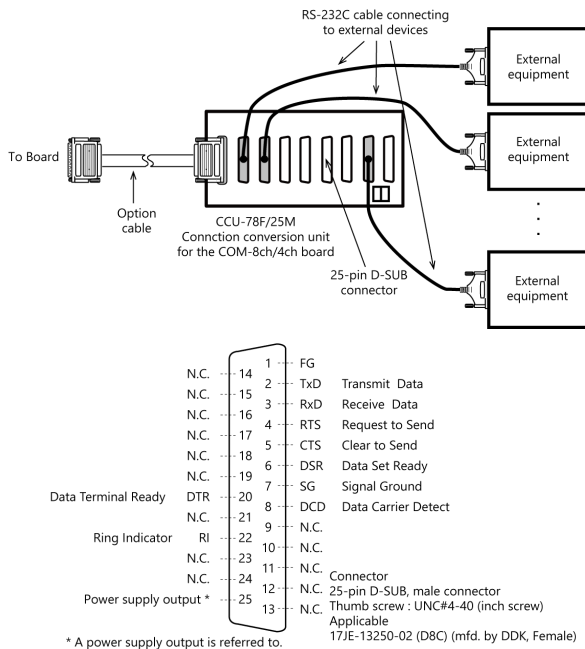 RS-232C cable connecting
to external devices
External
equipment
To Board
External
equipment
Option
cable
CCU-78F/25M
Connction conversion unit
for the COM-8ch/4ch board
25-pin D-SUB
connector
External
equipment
1 FG
N.C. 14
2 TxD Transmit Data
N.C. 15
3 RxD Receive Data
N.C. 16
4 RTS Request to Send
N.C. 17
5 CTS Clear to Send
N.C. 18
6 DSR Data Set Ready
N.C. 19
7 SG Signal Ground
Data Terminal Ready DTR 20
8 DCD Data Carrier Detect
N.C. 21
9 N.C.
Ring Indicator RI 22
10 N.C.
N.C. 23
11 N.C.
N.C. 24
12 N.C.
Power supply output * 25
13 N.C.
Connector
25-pin D-SUB, male connector
Thumb screw : UNC#4-40 (inch screw)
Applicable
17JE-13250-02 (D8C) (mfd. by DDK, Female)
* A power supply output is referred to.